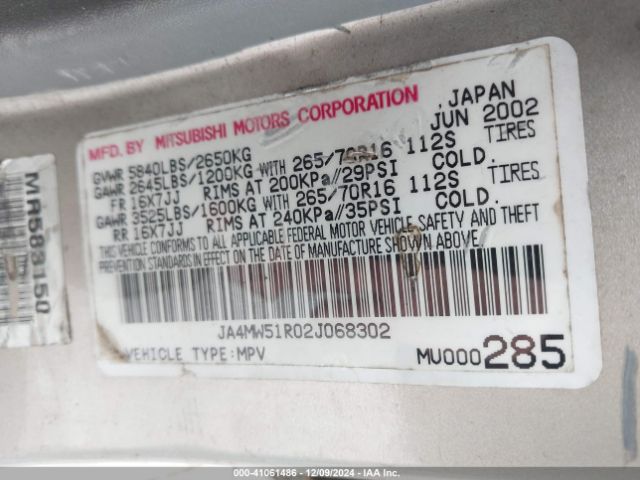 MFD. BY MITSUBISHI MOTORS CORPORATION JAPAN
JUN 2002
GVWR 5840LBS/2650KG
GAWR 2645LBS/1200KG WITH 265/70R16 112S TIRES
FR 16X7JJ RIMS AT 200KPa//29PSI COLD.
GAWR 3525LBS/1600KG WITH 265/70R16 112S TIRES
RR 16X7JJ RIMS AT 240KPa//35PSI COLD.
THIS VEHICLE CONFORMS TO ALL APPLICABLE FEDERAL MOTOR VEHICLE SAFETY AND THEFT
PREVENTION STANDARDS IN EFFECT ON THE DATE OF MANUFACTURE SHOWN ABOVE.
JA4MW51R02J068302
VEHICLE TYPE:MPV
MU000285
MR583150
000-41061486 - 12/09/2024 - IAAI.COM